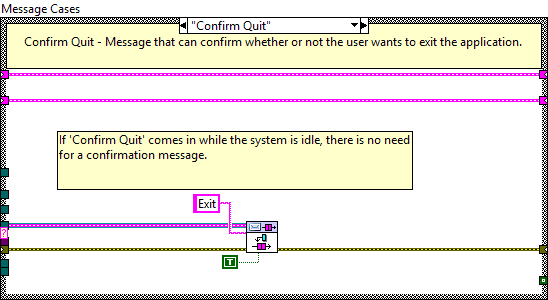 Message Cases
"Confirm Quit"
Confirm Quit - Message that can confirm whether or not the user wants to exit the application.
If 'Confirm Quit' comes in while the system is idle, there is no need
for a confirmation message.
Exit
?
T